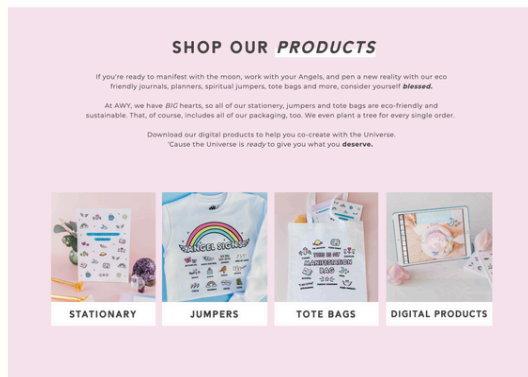 SHOP OUR PRODUCTS
If you're ready to manifest with the moon, work with your Angels, and pen a new reality with our eco
friendly journals, planners, spiritual jumpers, tote bags and more, consider yourself blessed.
At AWY, we have BIG hearts, so all of our stationery, jumpers and tote bags are eco-friendly and
sustainable. That, of course, includes all of our packaging, too. We even plant a tree for every single order.
Download our digital products to help you co-create with the Universe.
'Cause the Universe is ready to give you what you deserve.
ANGEL SIGNS
THIS IS MY
MANIFESTATION
BAG
STATIONARY
JUMPERS
TOTE BAGS
DIGITAL PRODUCTS